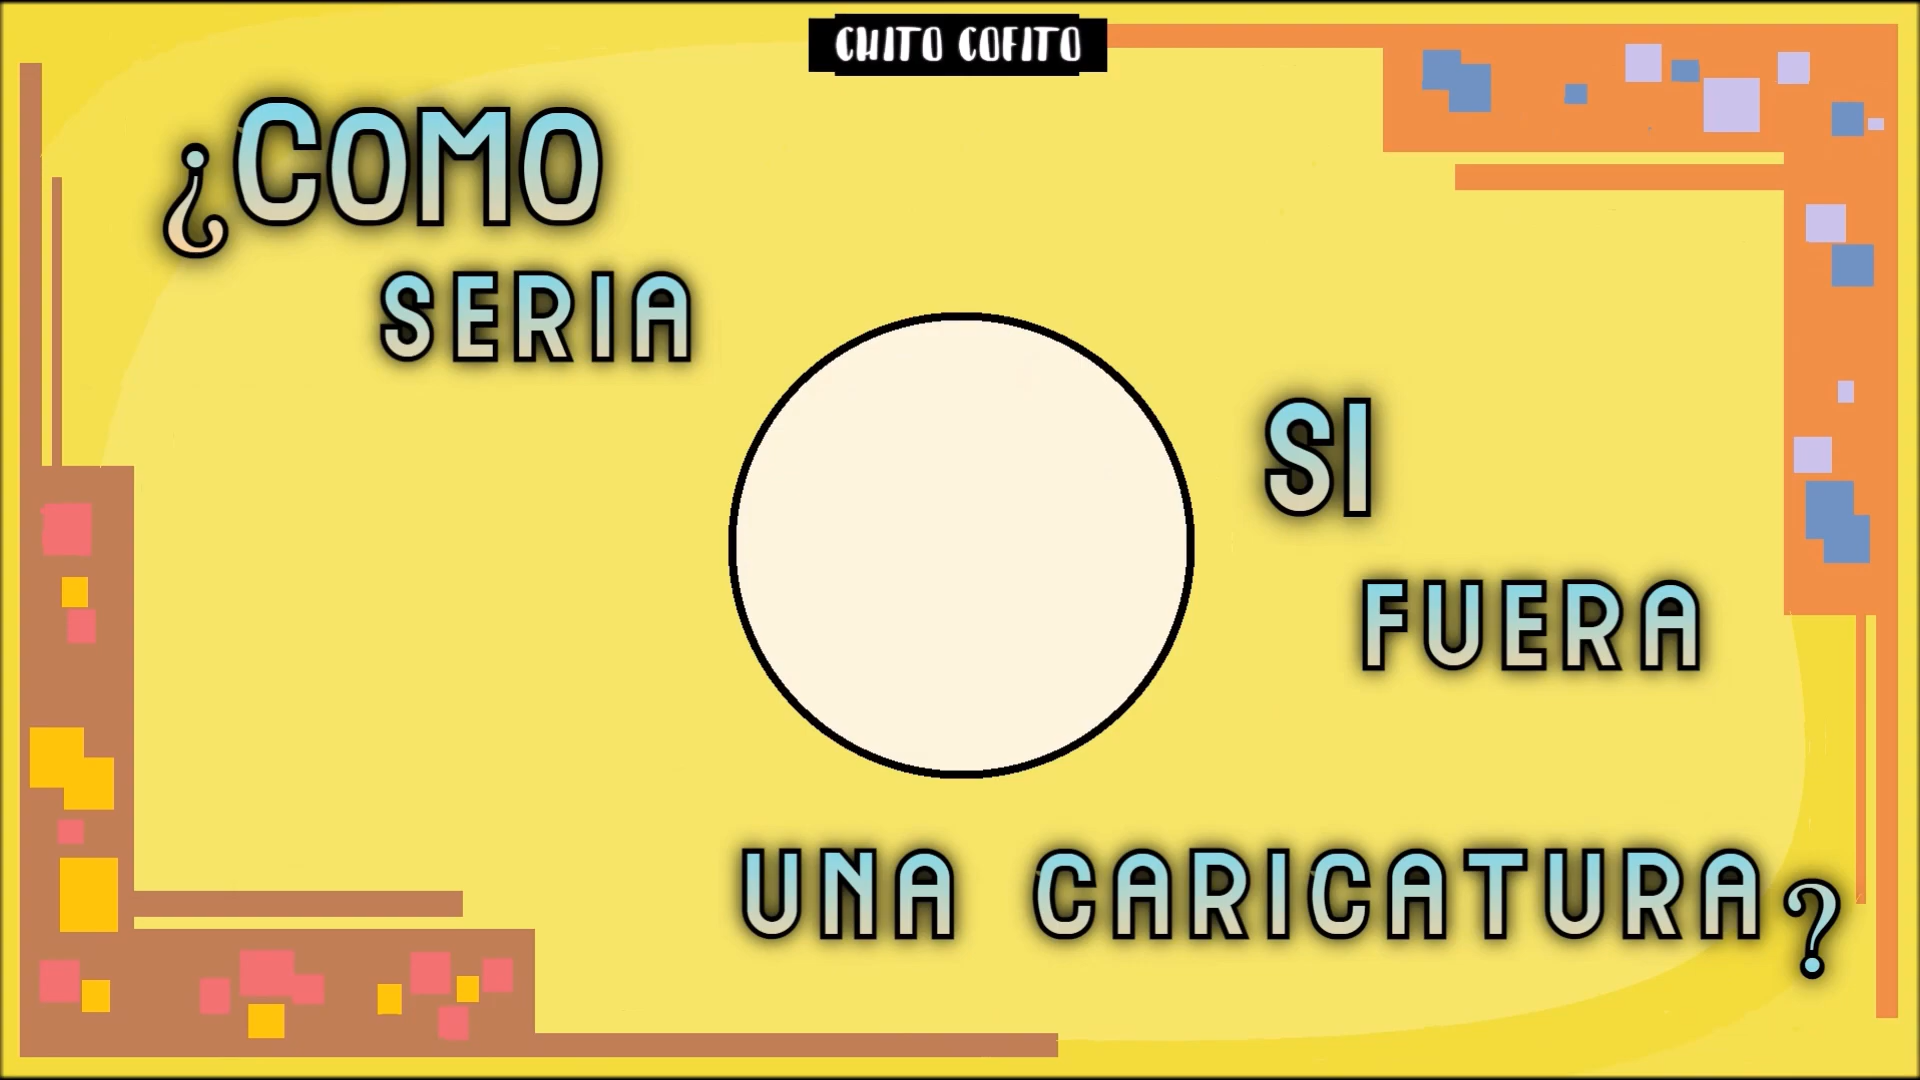 CHITO COFITO
¿COMO
SERIA
SI
FUERA
UNA CARICATURA?